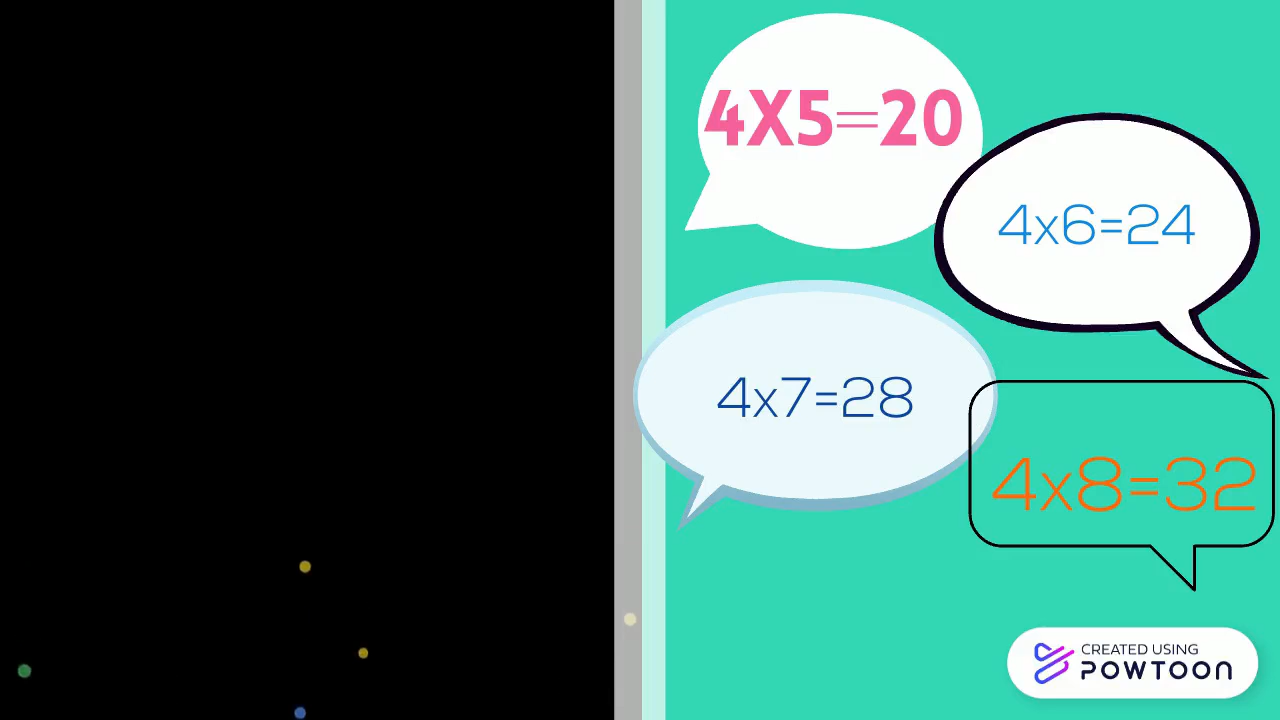 4X5=20
4x6=24
4x7=28
4x8=32
CREATED USING
POWTOON